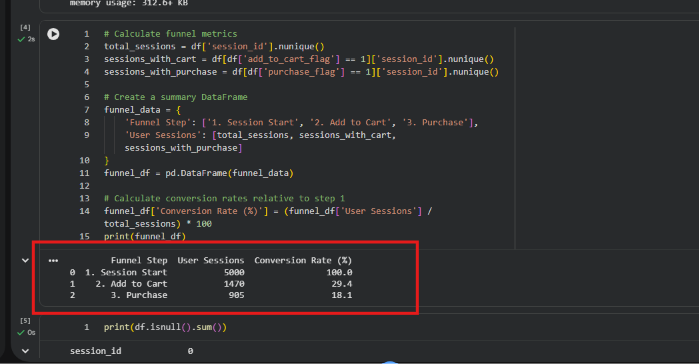 memory usage: 312.6+ KB
[4]
2s
1 # Calculate funnel metrics
2 total_sessions = df['session_id'].nunique()
3 sessions_with_cart = df[df['add_to_cart_flag'] == 1]['session_id'].nunique()
4 sessions_with_purchase = df[df['purchase_flag'] == 1]['session_id'].nunique()
5
6 # Create a summary DataFrame
7 funnel_data = {
8 'Funnel Step': ['1. Session Start', '2. Add to Cart', '3. Purchase'],
9 'User Sessions': [total_sessions, sessions_with_cart,
sessions_with_purchase]
10 }
11 funnel_df = pd.DataFrame(funnel_data)
12
13 # Calculate conversion rates relative to step 1
14 funnel_df['Conversion Rate (%)'] = (funnel_df['User Sessions'] /
total_sessions) * 100
15 print(funnel_df)
... Funnel Step User Sessions Conversion Rate (%)
0 1. Session Start 5000 100.0
1 2. Add to Cart 1470 29.4
2 3. Purchase 905 18.1
[5]
0s
1 print(df.isnull().sum())
session_id 0